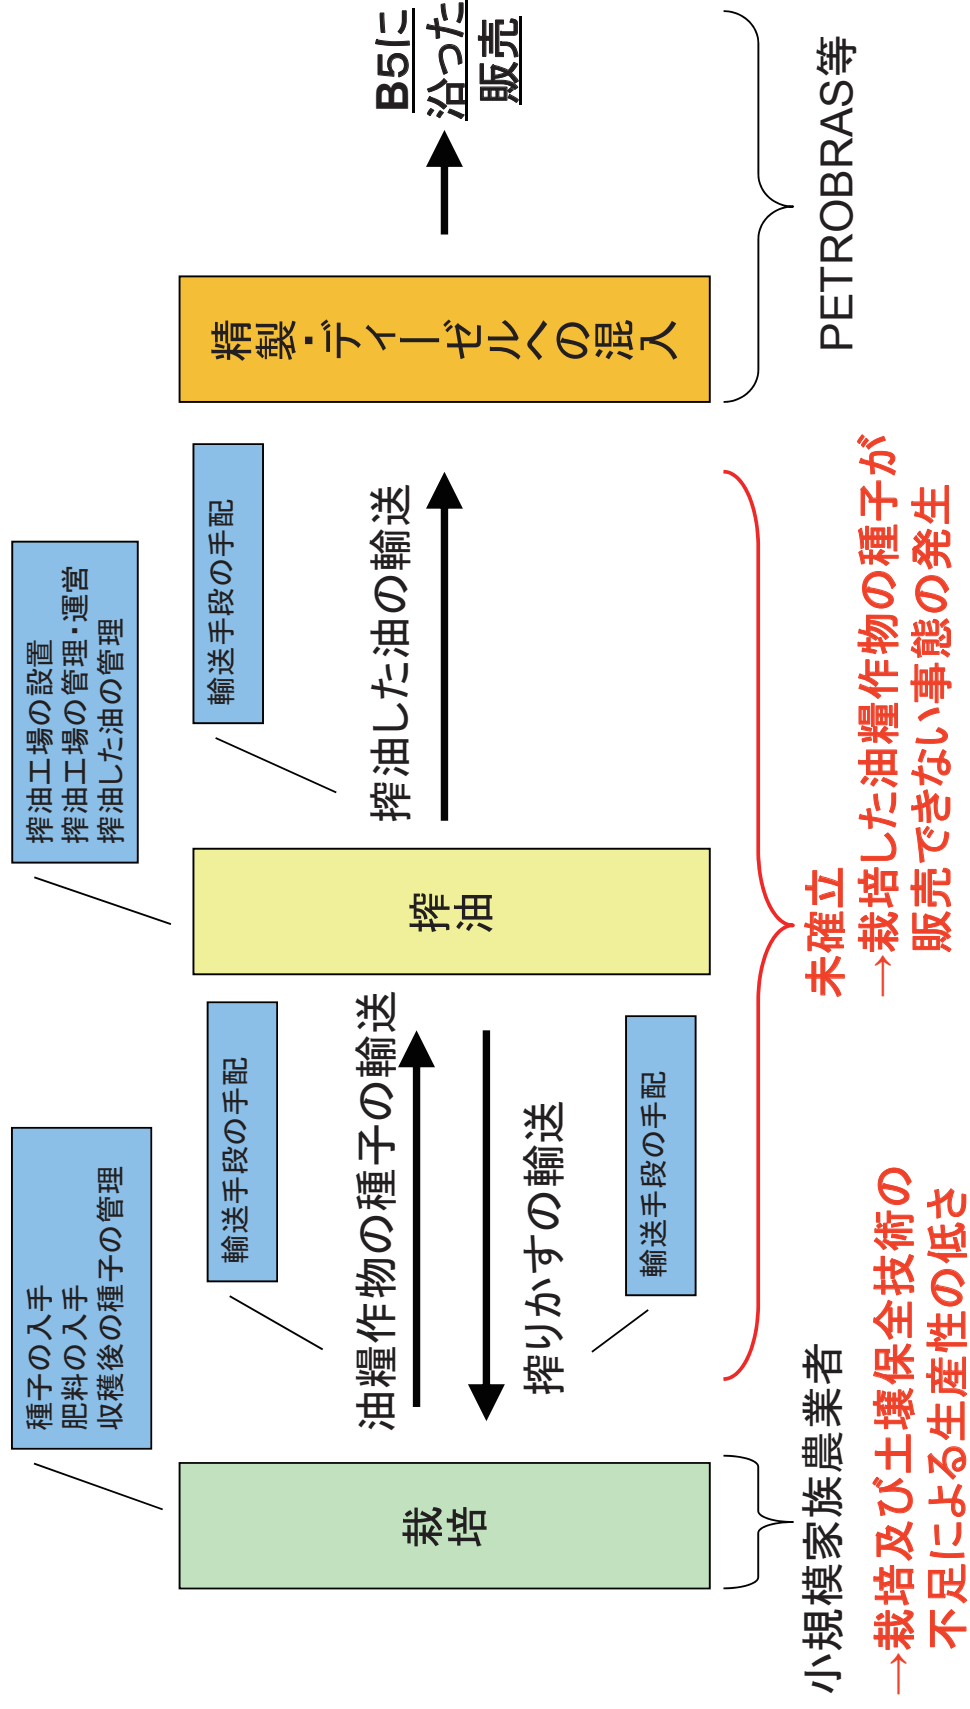 種子の入手
肥料の入手
収穫後の種子の管理
搾油工場の設置
搾油工場の管理・運営
搾油した油の管理
栽培
輸送手段の手配
油糧作物の種子の輸送
搾りかすの輸送
輸送手段の手配
搾油
輸送手段の手配
搾油した油の輸送
精製・ディーゼルへの混入
B5に
沿った
販売
小規模家族農業者
→栽培及び土壌保全技術の
不足による生産性の低さ
未確立
→栽培した油糧作物の種子が
販売できない事態の発生
PETROBRAS等